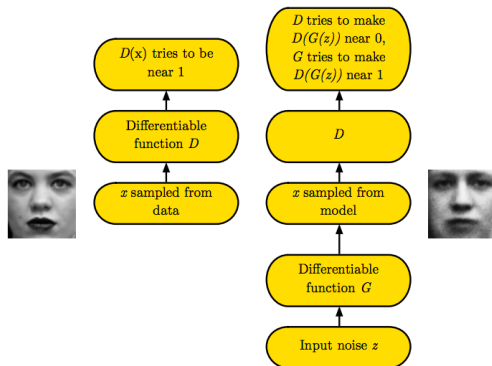 D(x) tries to be
near 1
Differentiable
function D
x sampled from
data
D tries to make
D(G(z)) near 0,
G tries to make
D(G(z)) near 1
D
x sampled from
model
Differentiable
function G
Input noise z